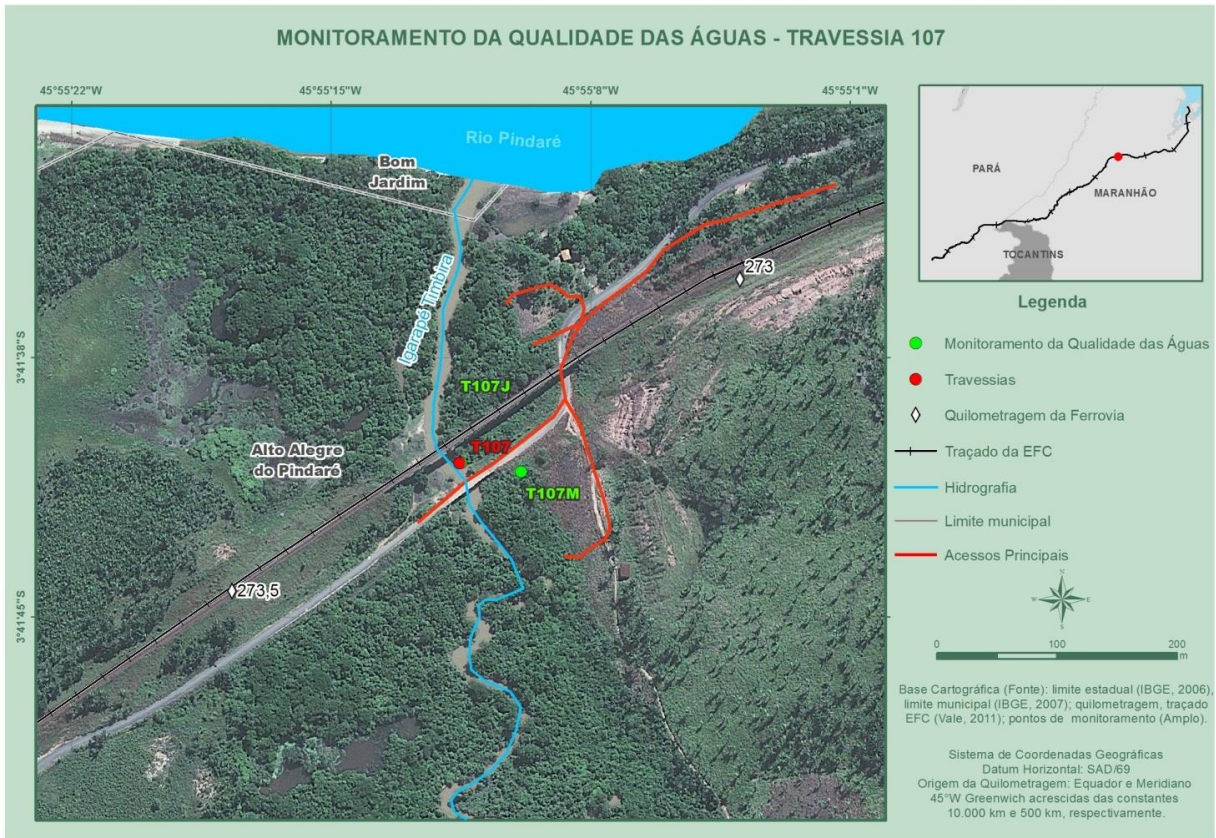 MONITORAMENTO DA QUALIDADE DAS ÁGUAS - TRAVESSIA 107
45°55'22"W
45°55'15"W
45°55'8"W
45°55'1"W
3°41'38"S
3°41'45"S
Rio Pindaré
Bom
Jardim
Igarapé Timbira
273
T107J
T107
T107M
Alto Alegre
do Pindaré
273,5
PARÁ
MARANHÃO
TOCANTINS
Legenda
Monitoramento da Qualidade das Águas
Travessias
Quilometragem da Ferrovia
Traçado da EFC
Hidrografia
Limite municipal
Acessos Principais
N
W E
S
0 100 200
m
Base Cartográfica (Fonte): limite estadual (IBGE, 2006),
limite municipal (IBGE, 2007); quilometragem, traçado
EFC (Vale, 2011); pontos de monitoramento (Amplo).
Sistema de Coordenadas Geográficas
Datum Horizontal: SAD/69
Origem da Quilometragem: Equador e Meridiano
45°W Greenwich acrescidas das constantes
10.000 km e 500 km, respectivamente.